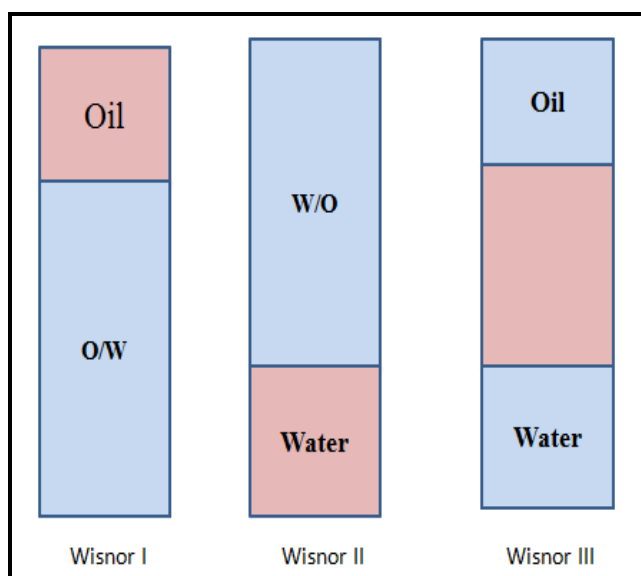 Oil
O/W
Wisnor I
W/O
Water
Wisnor II
Oil
Water
Wisnor III